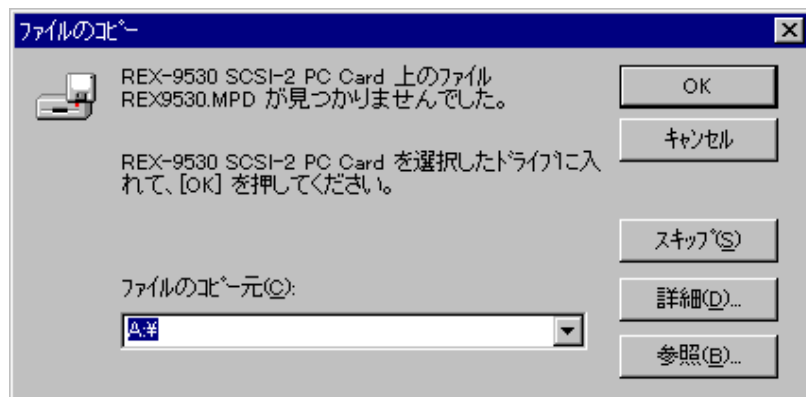 ファイルのコピー
REX-9530 SCSI-2 PC Card 上のファイル
REX9530.MPD が見つかりませんでした。
REX-9530 SCSI-2 PC Card を選択したドライブに入
れて、[OK] を押してください。
ファイルのコピー元(C):
A:¥
OK
キャンセル
スキップ(S)
詳細(D)...
参照(B)...